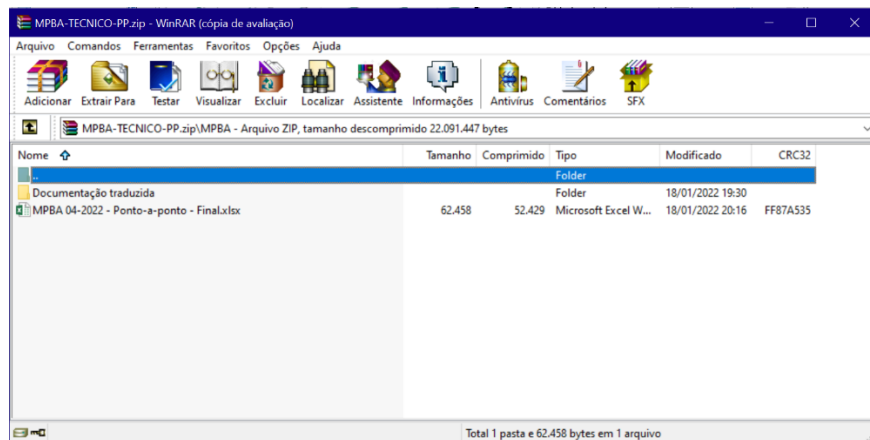 MPBA-TECNICO-PP.zip - WinRAR (cópia de avaliação)
Arquivo Comandos Ferramentas Favoritos Opções Ajuda
Adicionar Extrair Para Testar Visualizar Excluir Localizar Assistente Informações Antivírus Comentários SFX
MPBA-TECNICO-PP.zip\MPBA - Arquivo ZIP, tamanho descomprimido 22.091.447 bytes
Nome Tamanho Comprimido Tipo Modificado CRC32
.. Folder
Documentação traduzida Folder 18/01/2022 19:30
MPBA 04-2022 - Ponto-a-ponto - Final.xlsx 62.458 52.429 Microsoft Excel W... 18/01/2022 20:16 FF87A535
Total 1 pasta e 62.458 bytes em 1 arquivo